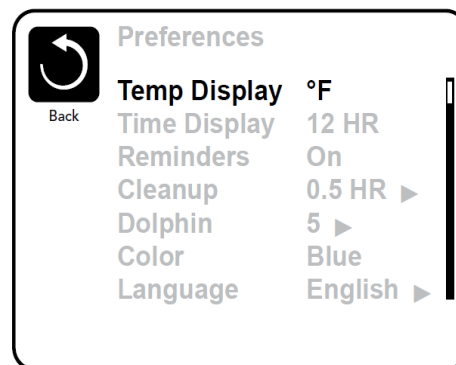 Preferences
Back
Temp Display °F
Time Display 12 HR
Reminders On
Cleanup 0.5 HR ▶
Dolphin 5 ▶
Color Blue
Language English ▶